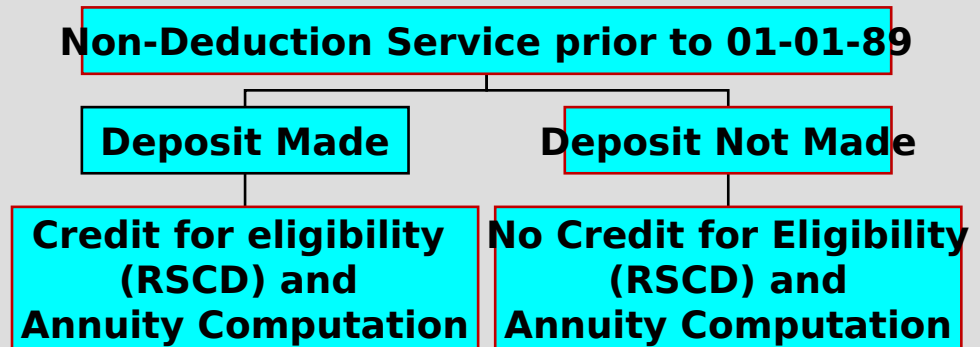 Non-Deduction Service prior to 01-01-89
Deposit Made
Deposit Not Made
Credit for eligibility
(RSCD) and
Annuity Computation
No Credit for Eligibility
(RSCD) and
Annuity Computation